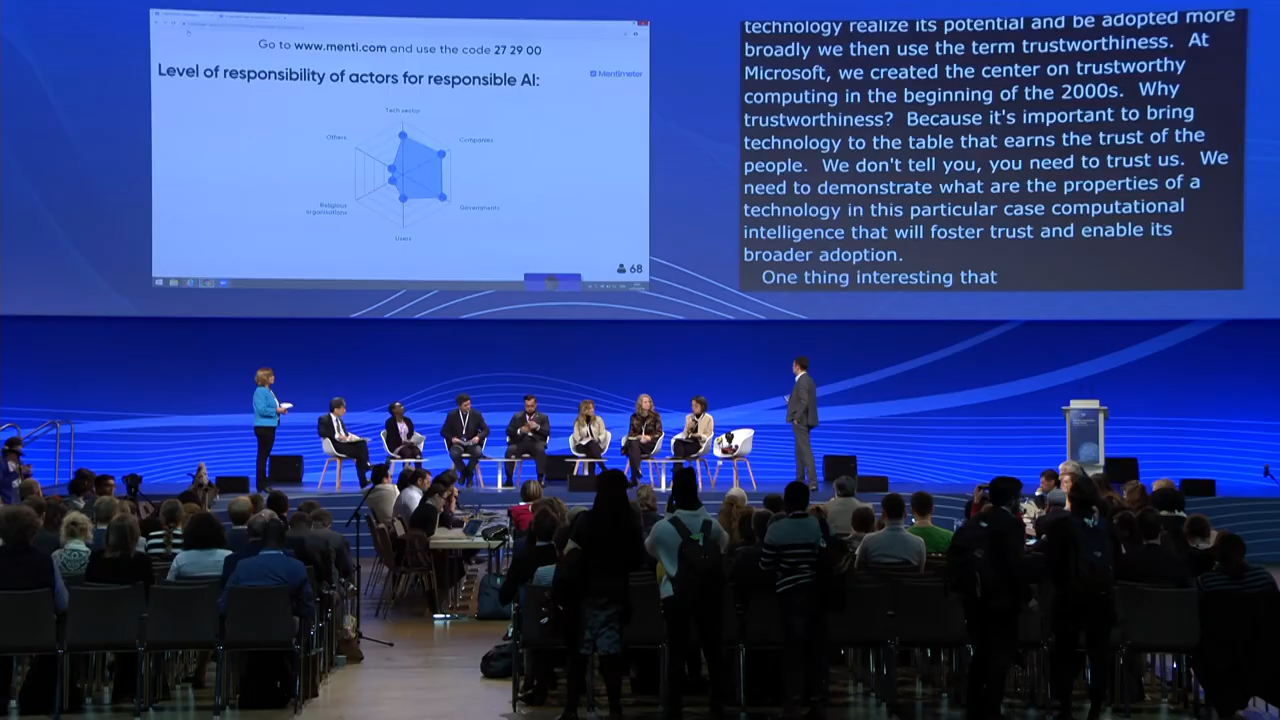 Go to www.menti.com and use the code 27 29 00
Level of responsibility of actors for responsible AI:
Mentimeter
Tech sector
Others
Companies
Religious
organisations
Governments
Users
68
technology realize its potential and be adopted more
broadly we then use the term trustworthiness. At
Microsoft, we created the center on trustworthy
computing in the beginning of the 2000s. Why
trustworthiness? Because it's important to bring
technology to the table that earns the trust of the
people. We don't tell you, you need to trust us. We
need to demonstrate what are the properties of a
technology in this particular case computational
intelligence that will foster trust and enable its
broader adoption.
One thing interesting that